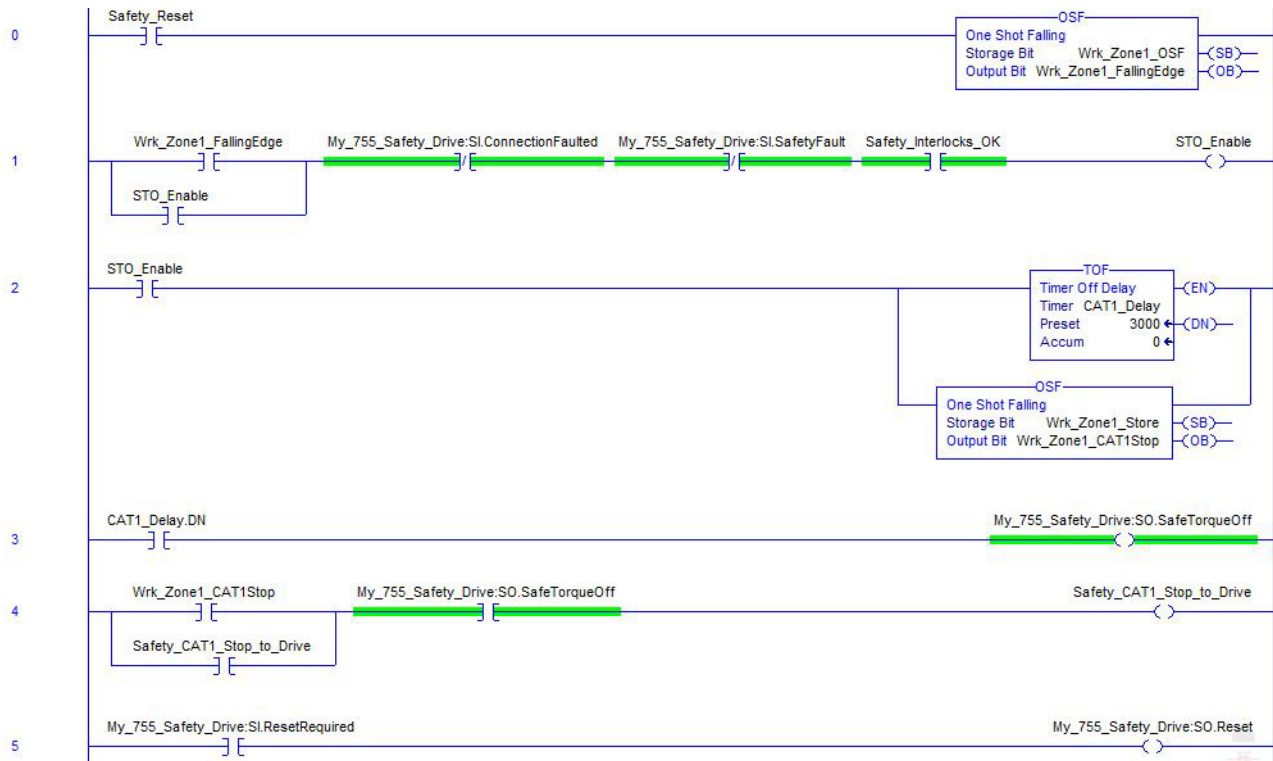 0
Safety_Reset
OSF
One Shot Falling
Storage Bit Wrk_Zone1_OSF (SB)
Output Bit Wrk_Zone1_FallingEdge (OB)
1
Wrk_Zone1_FallingEdge My_755_Safety_Drive:SI.ConnectionFaulted My_755_Safety_Drive:SI.SafetyFault Safety_Interlocks_OK STO_Enable
STO_Enable
2
STO_Enable
TOF
Timer Off Delay (EN)
Timer CAT1_Delay
Preset 3000 (DN)
Accum 0
OSF
One Shot Falling
Storage Bit Wrk_Zone1_Store (SB)
Output Bit Wrk_Zone1_CAT1Stop (OB)
3
CAT1_Delay.DN My_755_Safety_Drive:SO.SafeTorqueOff
4
Wrk_Zone1_CAT1Stop My_755_Safety_Drive:SO.SafeTorqueOff Safety_CAT1_Stop_to_Drive
Safety_CAT1_Stop_to_Drive
5
My_755_Safety_Drive:SI.ResetRequired My_755_Safety_Drive:SO.Reset